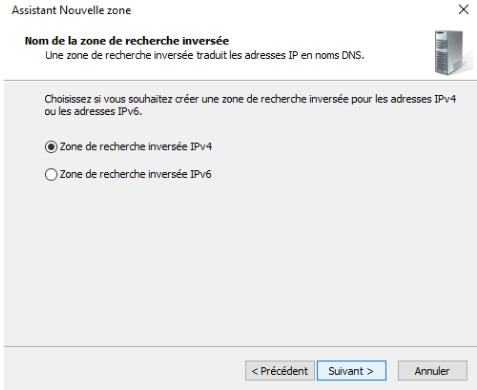 Assistant Nouvelle zone
Nom de la zone de recherche inversée
Une zone de recherche inversée traduit les adresses IP en noms DNS.
Choisissez si vous souhaitez créer une zone de recherche inversée pour les adresses IPv4
ou les adresses IPv6.
Zone de recherche inversée IPv4
Zone de recherche inversée IPv6
< Précédent Suivant > Annuler